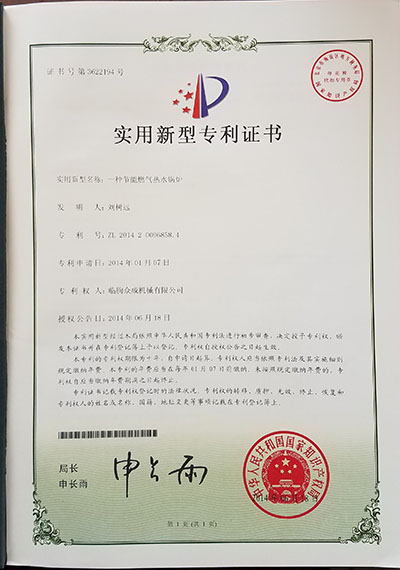 证书号第3622194号
实用新型专利证书
实用新型名称：一种节能燃气热水锅炉
发 明 人：刘树远
专 利 号：ZL 2014 2 0006858.4
专利申请日：2014年01月07日
专利权人：临朐众成机械有限公司
授权公告日：2014年06月18日
本实用新型经过本局依照中华人民共和国专利法进行初步审查，决定授予专利权，颁
发本证书并在专利登记簿上予以登记。专利权自授权公告之日起生效。
本专利的专利权期限为十年，自申请日起算。专利权人应当依照专利法及其实施细则
规定缴纳年费。本专利的年费应当在每年01月07日前缴纳。未按照规定缴纳年费的，专利
权自应当缴纳年费期满之日起终止。
专利证书记载专利权登记时的法律状况。专利权的转移、质押、无效、终止、恢复和
专利权人的姓名或名称、国籍、地址变更等事项记载在专利登记簿上。
局长
申长雨
申长雨
中华人民共和国国家知识产权局
2014年06月18日
第1页(共1页)